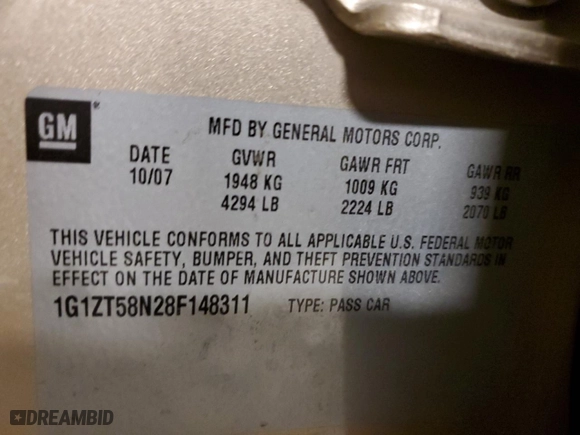 GM ®
MFD BY GENERAL MOTORS CORP.
DATE GVWR GAWR FRT GAWR RR
10/07 1948 KG 1009 KG 939 KG
4294 LB 2224 LB 2070 LB
THIS VEHICLE CONFORMS TO ALL APPLICABLE U.S. FEDERAL MOTOR
VEHICLE SAFETY, BUMPER, AND THEFT PREVENTION STANDARDS IN
EFFECT ON THE DATE OF MANUFACTURE SHOWN ABOVE.
1G1ZT58N28F148311 TYPE: PASS CAR
DREAMBID